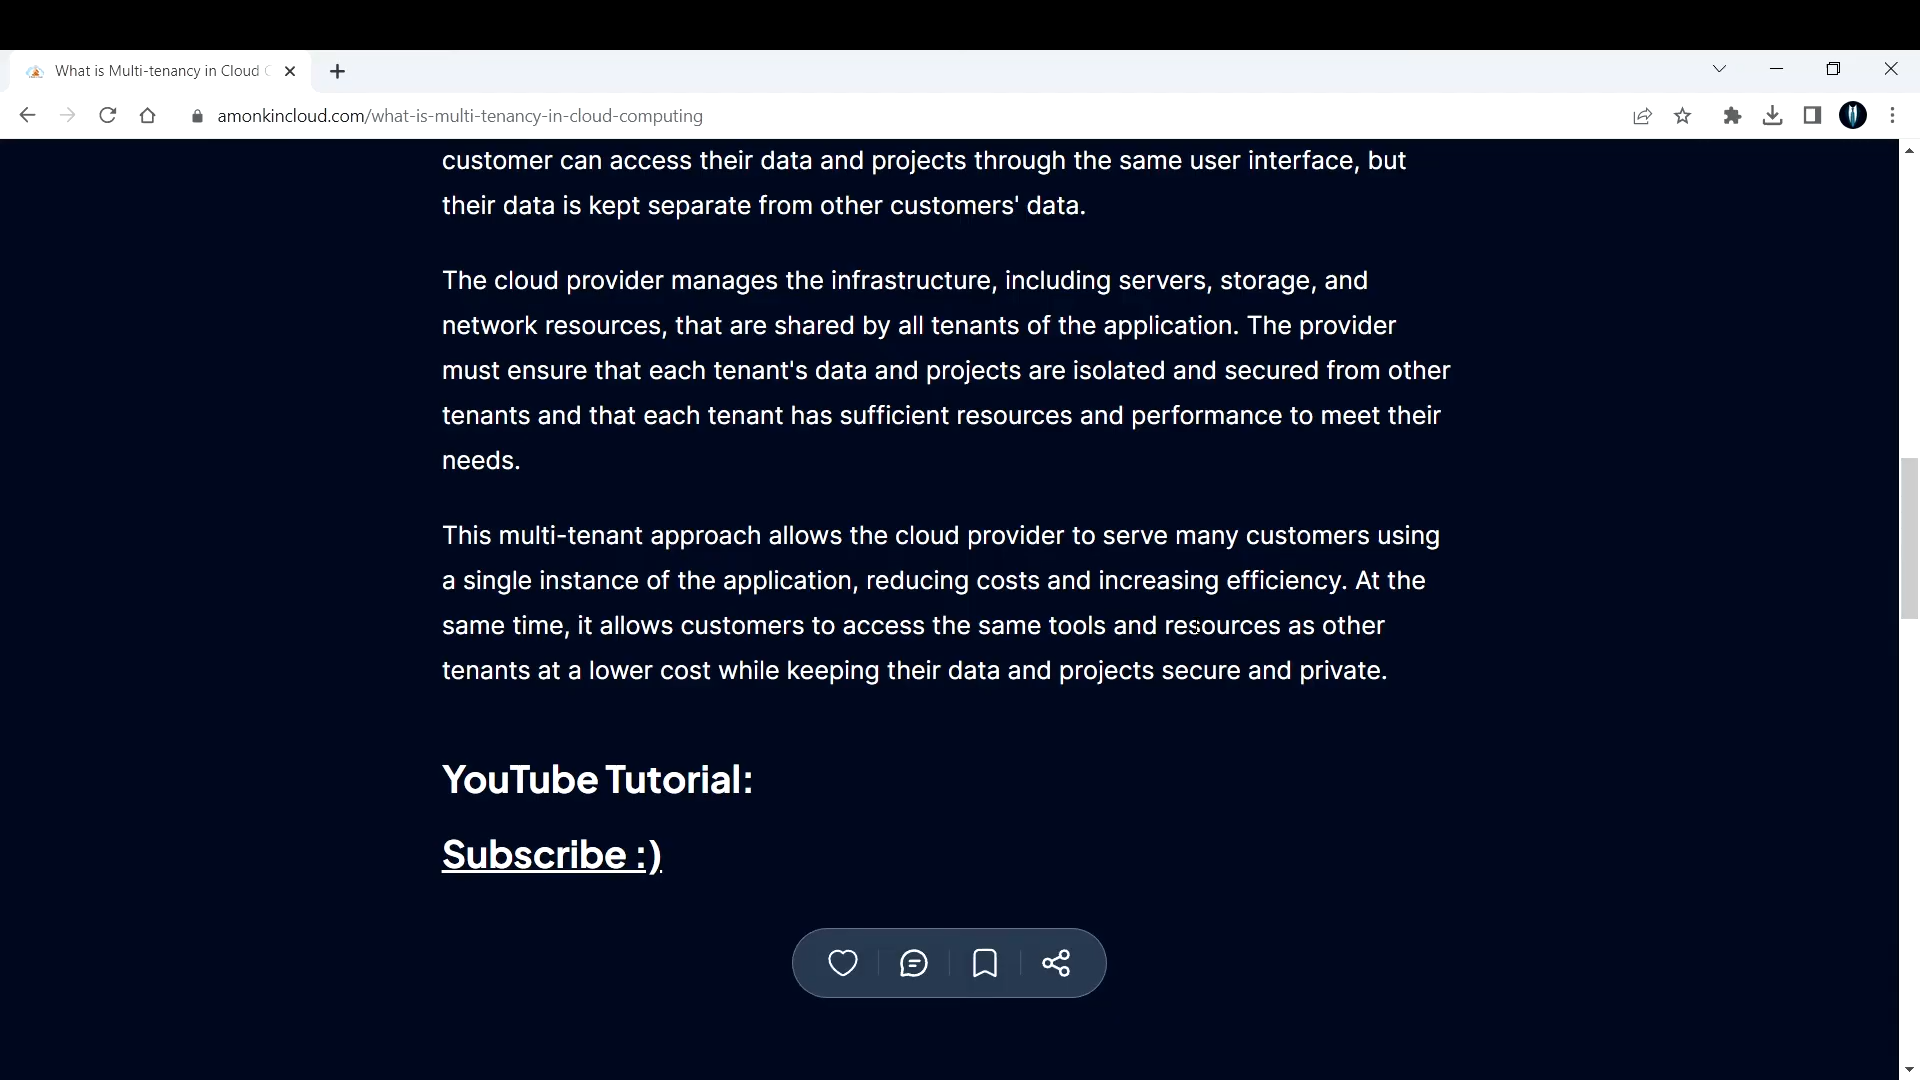 What is Multi-tenancy in Cloud
amonkincloud.com/what-is-multi-tenancy-in-cloud-computing
customer can access their data and projects through the same user interface, but
their data is kept separate from other customers' data.
The cloud provider manages the infrastructure, including servers, storage, and
network resources, that are shared by all tenants of the application. The provider
must ensure that each tenant's data and projects are isolated and secured from other
tenants and that each tenant has sufficient resources and performance to meet their
needs.
This multi-tenant approach allows the cloud provider to serve many customers using
a single instance of the application, reducing costs and increasing efficiency. At the
same time, it allows customers to access the same tools and resources as other
tenants at a lower cost while keeping their data and projects secure and private.
YouTube Tutorial:
Subscribe :)